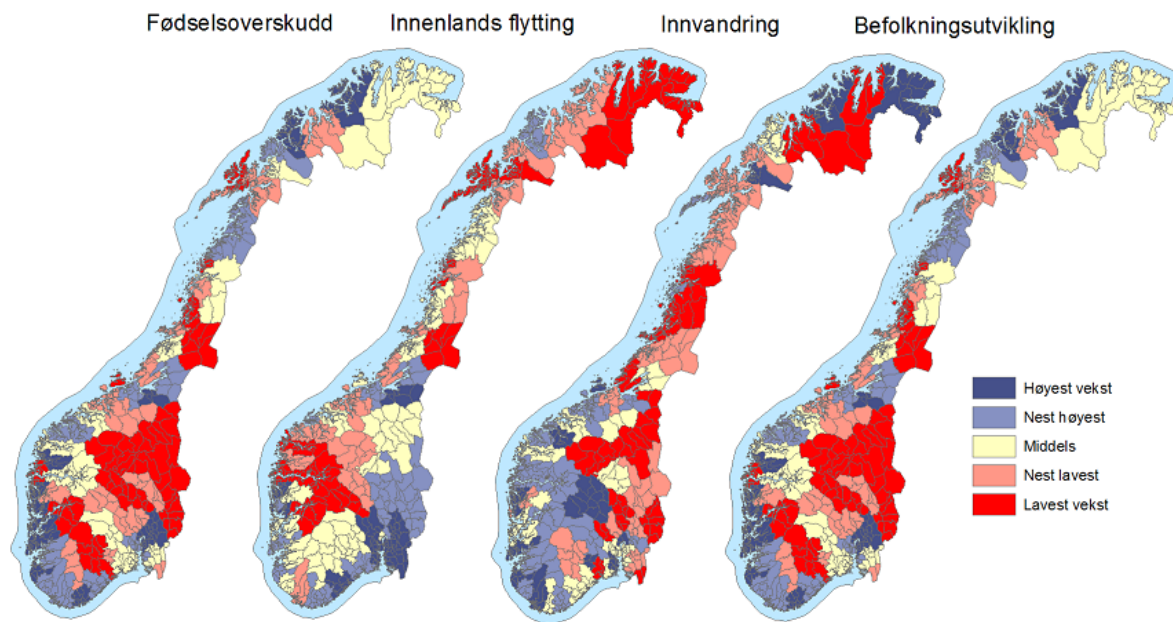 Fødselsoverskudd
Innenlands flytting
Innvandring
Befolkningsutvikling
Høyest vekst
Nest høyest
Middels
Nest lavest
Lavest vekst